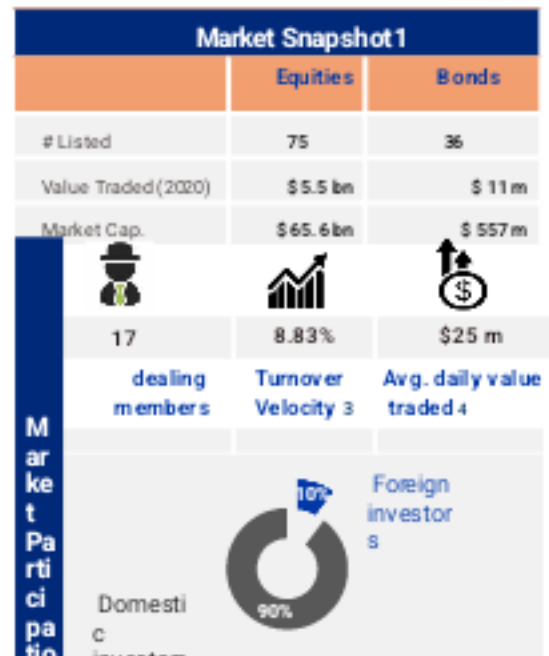 Market Snapshot1
Equities Bonds
# Listed 75 36
Value Traded (2020) $5.5 bn $ 11 m
Market Cap. $65.6 bn $ 557 m
17 8.83% $25 m
dealing Turnover Avg. daily value
members Velocity 3 traded 4
M
ar
ke
t
Pa
rti
ci
pa
tio
10%
Foreign
investor
s
90%
Domesti
c
investors